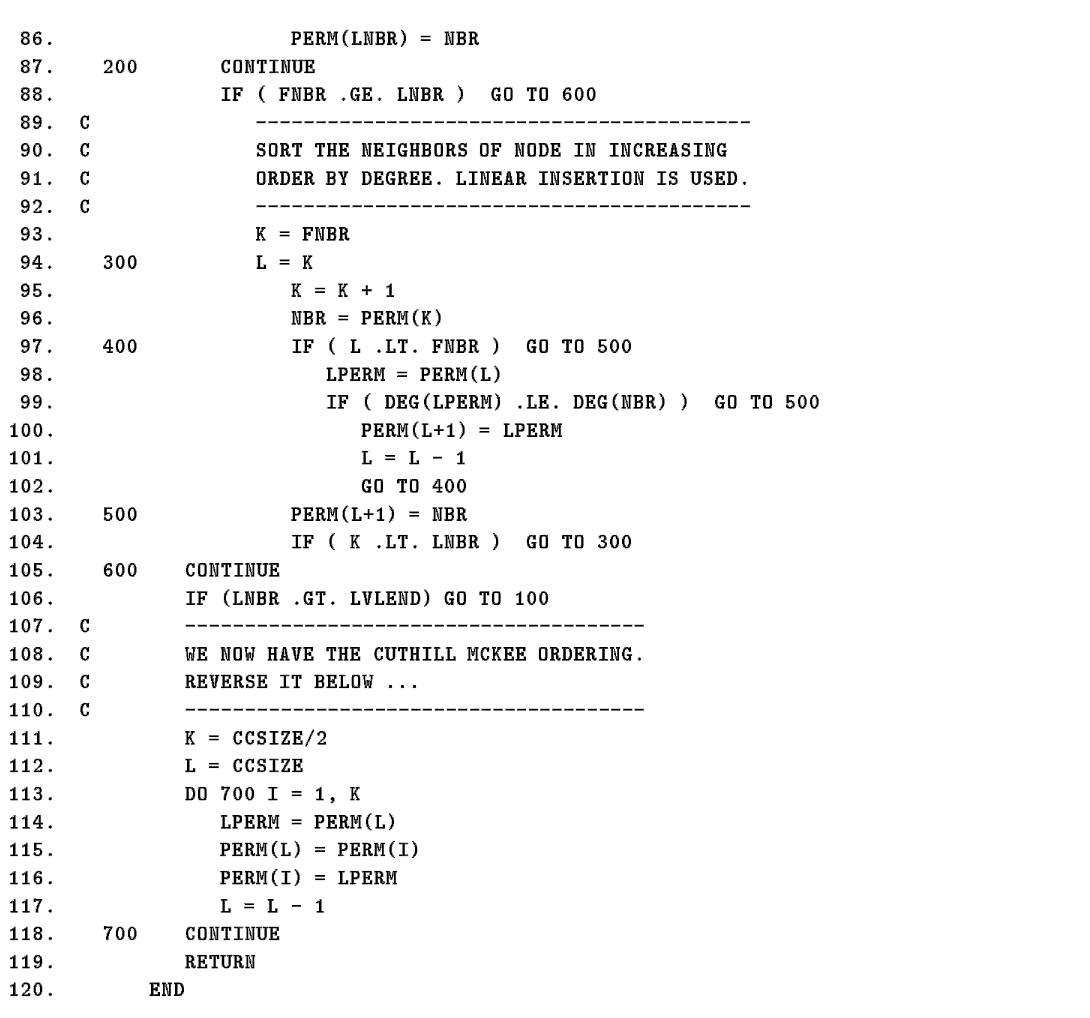 86.                    PERM(LNBR) = NBR
87.    200       CONTINUE
88.              IF ( FNBR .GE. LNBR )  GO TO 600
89.  C              ------------------------------------------
90.  C              SORT THE NEIGHBORS OF NODE IN INCREASING
91.  C              ORDER BY DEGREE. LINEAR INSERTION IS USED.
92.  C              ------------------------------------------
93.                 K = FNBR
94.    300          L = K
95.                    K = K + 1
96.                    NBR = PERM(K)
97.    400             IF ( L .LT. FNBR )  GO TO 500
98.                       LPERM = PERM(L)
99.                       IF ( DEG(LPERM) .LE. DEG(NBR) )  GO TO 500
100.                          PERM(L+1) = LPERM
101.                          L = L - 1
102.                          GO TO 400
103.    500             PERM(L+1) = NBR
104.                    IF ( K .LT. LNBR )  GO TO 300
105.    600    CONTINUE
106.           IF (LNBR .GT. LVLEND) GO TO 100
107.  C        ---------------------------------------
108.  C        WE NOW HAVE THE CUTHILL MCKEE ORDERING.
109.  C        REVERSE IT BELOW ...
110.  C        ---------------------------------------
111.           K = CCSIZE/2
112.           L = CCSIZE
113.           DO 700 I = 1, K
114.              LPERM = PERM(L)
115.              PERM(L) = PERM(I)
116.              PERM(I) = LPERM
117.              L = L - 1
118.    700    CONTINUE
119.           RETURN
120.        END